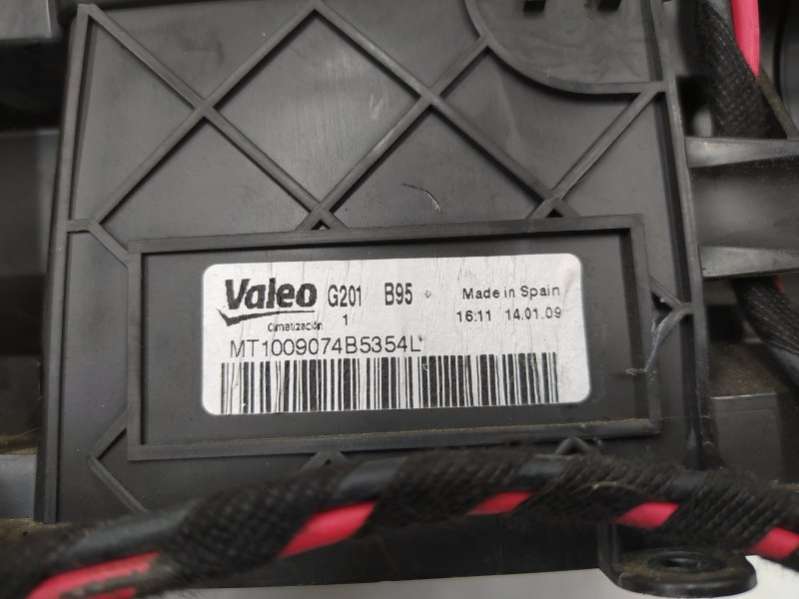 Valeo G201 B95 Made in Spain
Climatización 1 16:11 14.01.09
MT1009074B5354L*